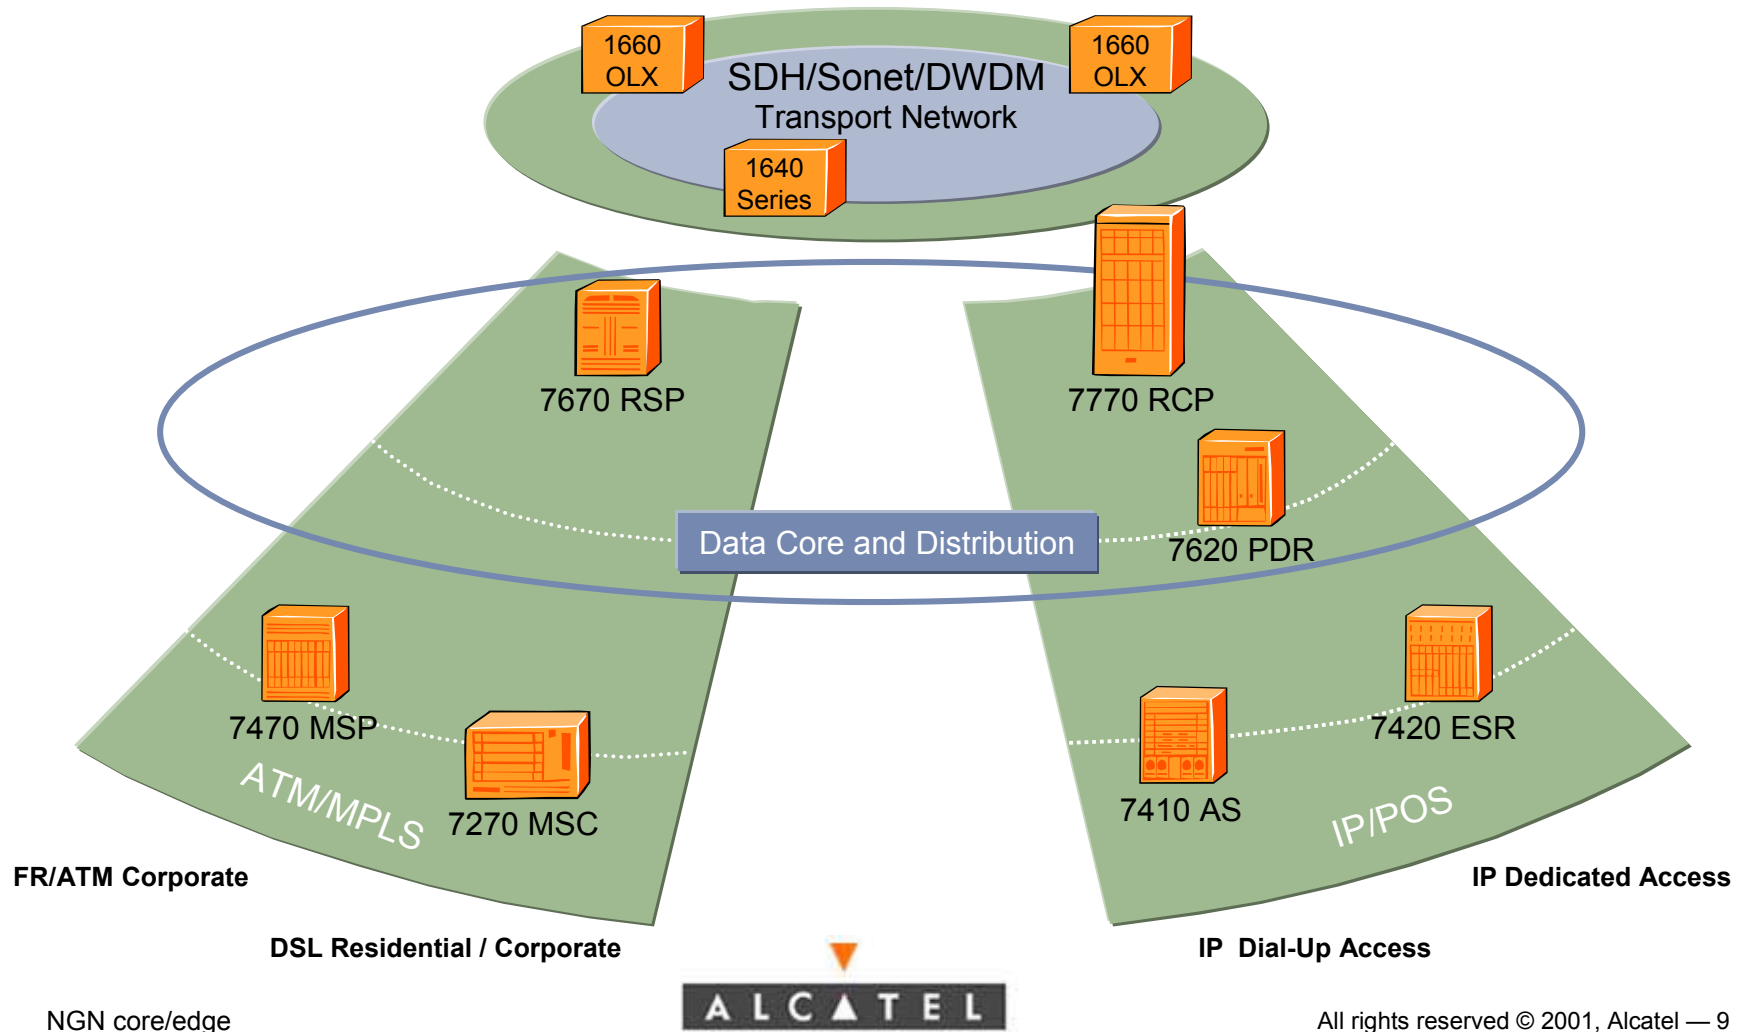 1660
OLX
1660
OLX
SDH/Sonet/DWDM
Transport Network
1640
Series
7670 RSP
7770 RCP
Data Core and Distribution
7620 PDR
7470 MSP
7420 ESR
7270 MSC
7410 AS
ATM/MPLS
IP/POS
FR/ATM Corporate
IP Dedicated Access
DSL Residential / Corporate
IP Dial-Up Access
ALCATEL
NGN core/edge
All rights reserved © 2001, Alcatel — 9